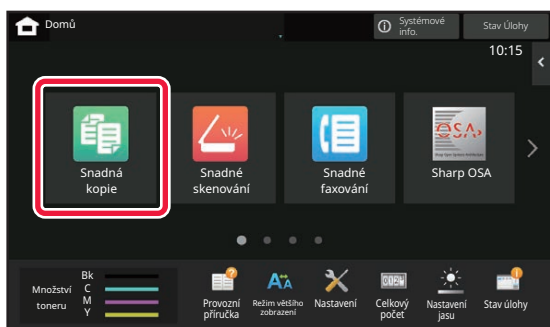 Domů
Systémové
info.
Stav Úlohy
10:15
Snadná
kopie
Snadné
skenování
Snadné
faxování
OSA
Sharp OSA
Množství
toneru
Bk
C
M
Y
Provozní
příručka
Režim většího
zobrazení
Nastavení
Celkový
počet
Nastavení
jasu
Stav úlohy